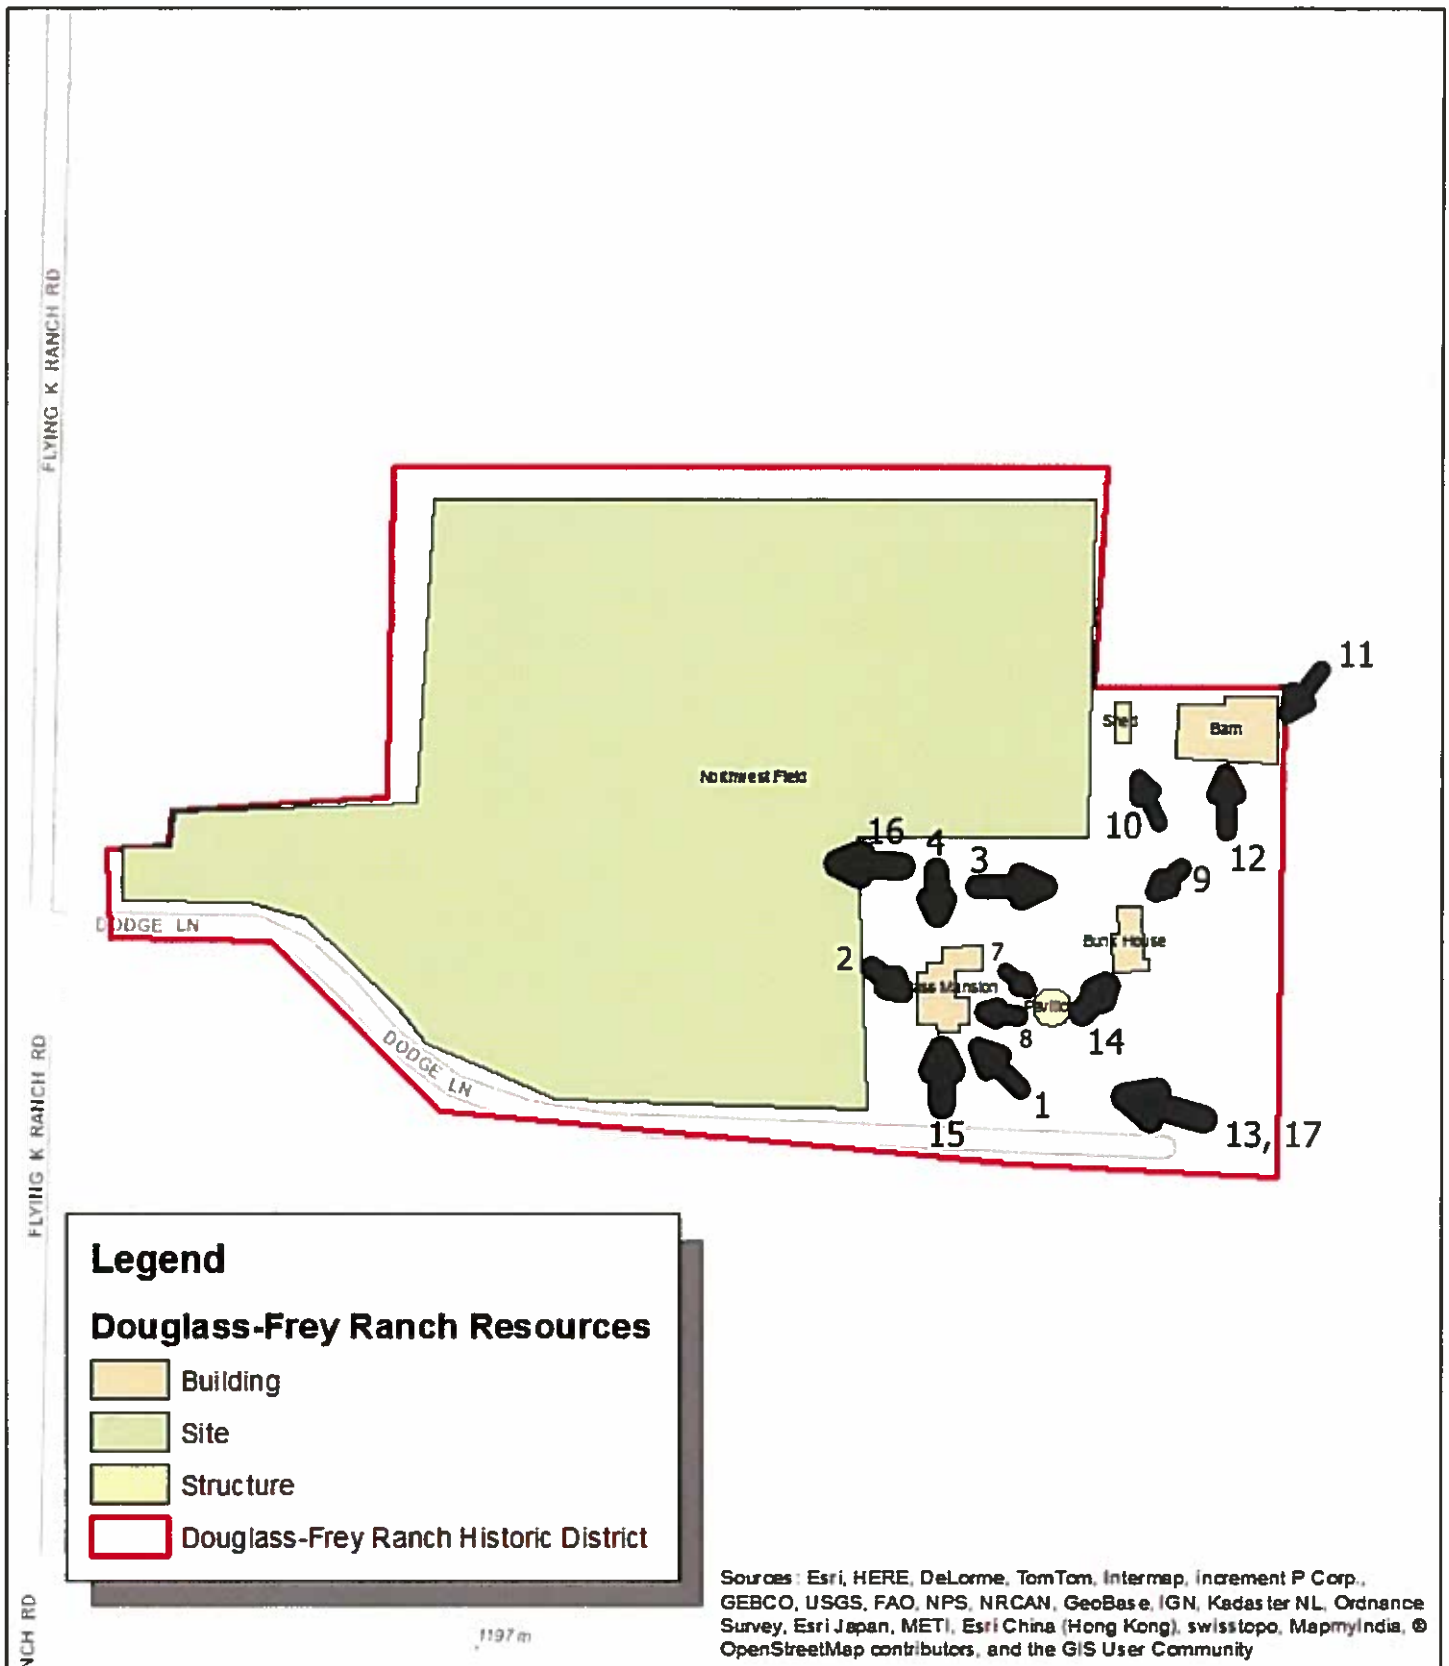 FLYING K RANCH RD
11
Shed
Barn
Northwest Field
10
12
16
4
3
9
DODGE LN
Bunk House
2
7
ass Mansion
Pavilio
8
14
DODGE LN
1
15
13, 17
FLYING K RANCH RD
Legend
Douglass-Frey Ranch Resources
Building
Site
Structure
Douglass-Frey Ranch Historic District
NCH RD
1197 m
Sources: Esri, HERE, DeLorme, TomTom, Intermap, increment P Corp.,
GEBCO, USGS, FAO, NPS, NRCAN, GeoBase, IGN, Kadaster NL, Ordnance
Survey, Esri Japan, METI, Esri China (Hong Kong), swisstopo, MapmyIndia, ©
OpenStreetMap contributors, and the GIS User Community